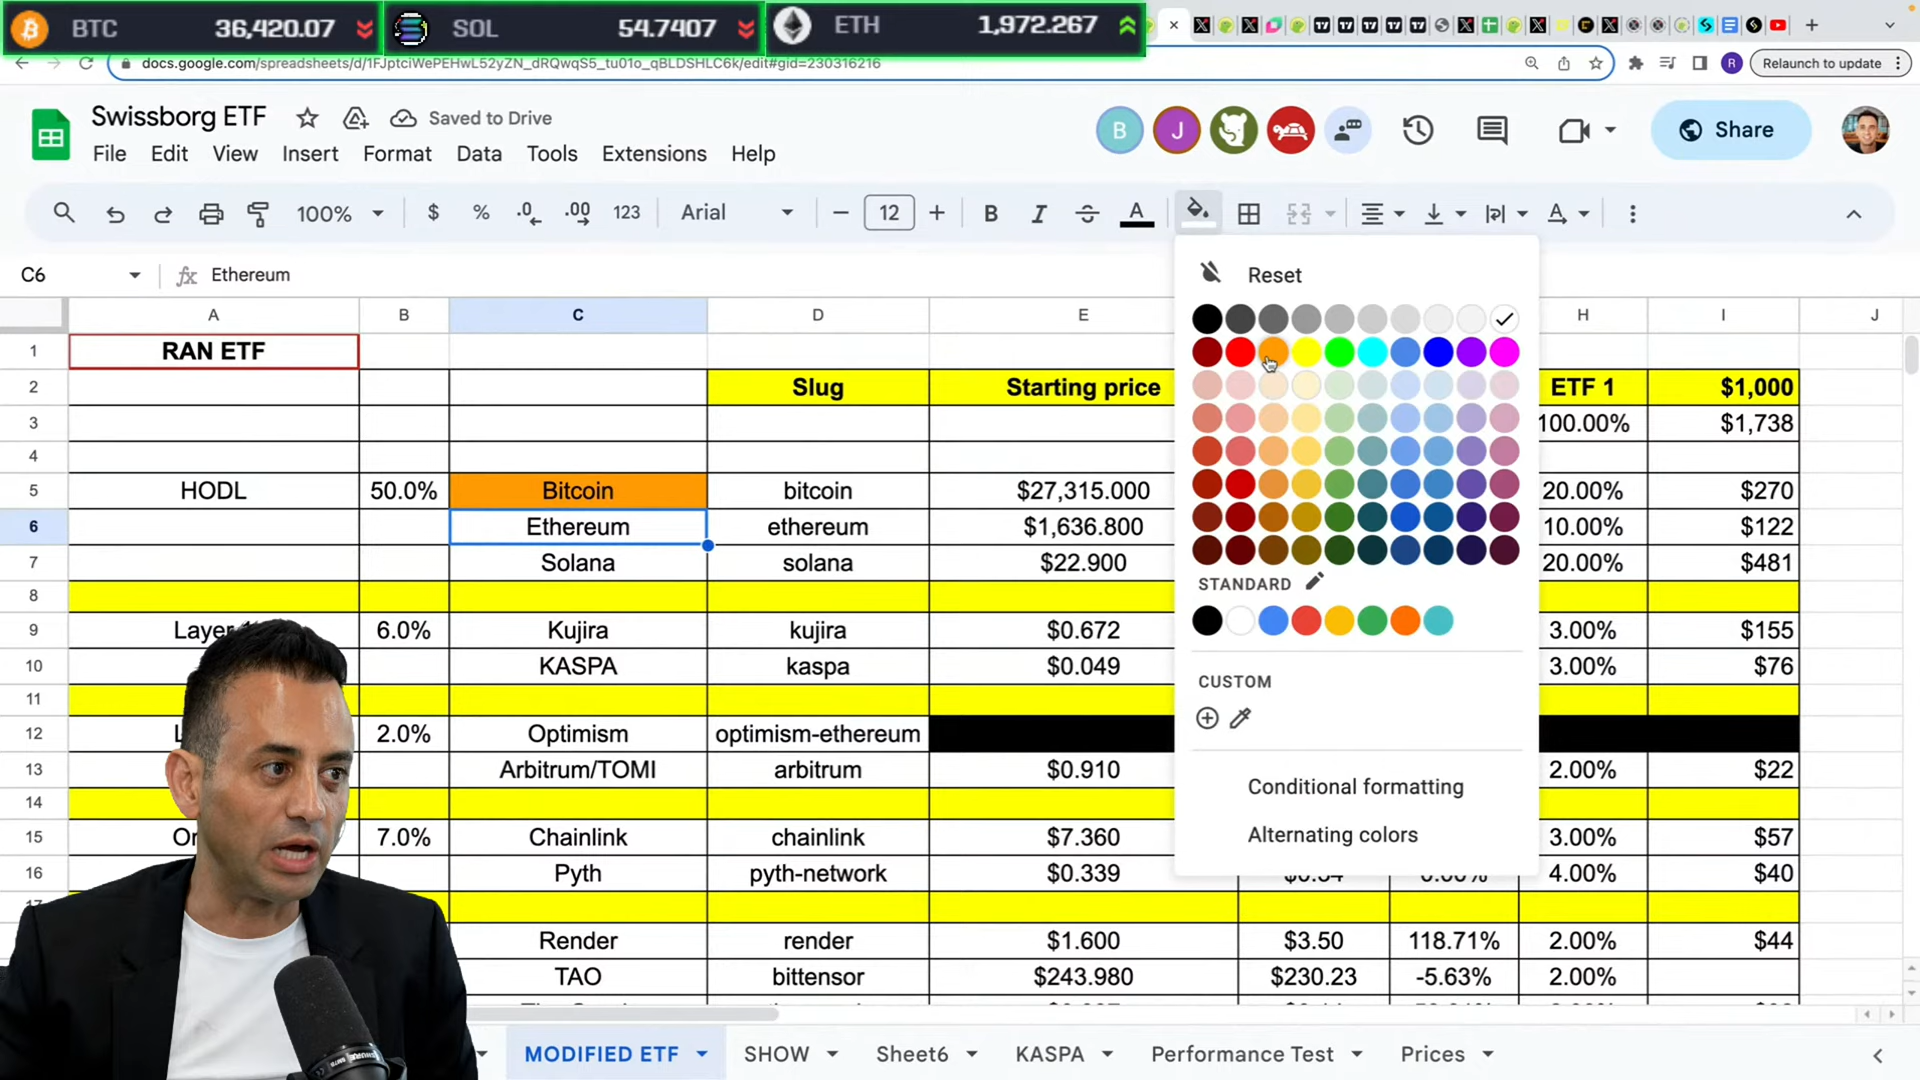 BTC 36,420.07 SOL 54.7407 ETH 1,972.267
docs.google.com/spreadsheets/d/1FJptciWePEHwL52yZN_dRQwqS5_tu01o_qBLDSHLC6k/edit#gid=230316216 R Relaunch to update
Swissborg ETF Saved to Drive B J Share
File Edit View Insert Format Data Tools Extensions Help
100% $ % .0 .00 123 Arial 12 B I S A A
C6 fx Ethereum
Reset
A B C D E H I J
1 RAN ETF
2 Slug Starting price ETF 1 $1,000
3 100.00% $1,738
4
5 HODL 50.0% Bitcoin bitcoin $27,315.000 20.00% $270
6 Ethereum ethereum $1,636.800 10.00% $122
7 Solana solana $22.900 20.00% $481
STANDARD
8
9 Layer 6.0% Kujira kujira $0.672 3.00% $155
10 KASPA kaspa $0.049 3.00% $76
CUSTOM
11
12 2.0% Optimism optimism-ethereum
13 Arbitrum/TOMI arbitrum $0.910 2.00% $22
Conditional formatting
14
15 7.0% Chainlink chainlink $7.360 3.00% $57
Alternating colors
16 Pyth pyth-network $0.339 4.00% $40
Render render $1.600 $3.50 118.71% 2.00% $44
TAO bittensor $243.980 $230.23 -5.63% 2.00%
MODIFIED ETF SHOW Sheet6 KASPA Performance Test Prices